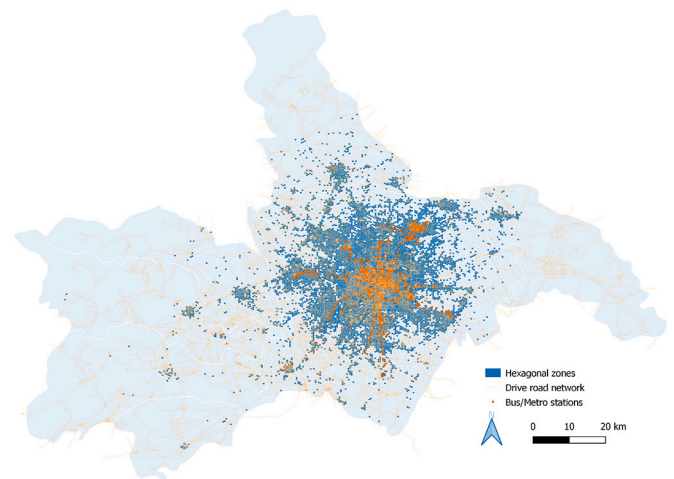 Hexagonal zones
Drive road network
Bus/Metro stations
N
0 10 20 km